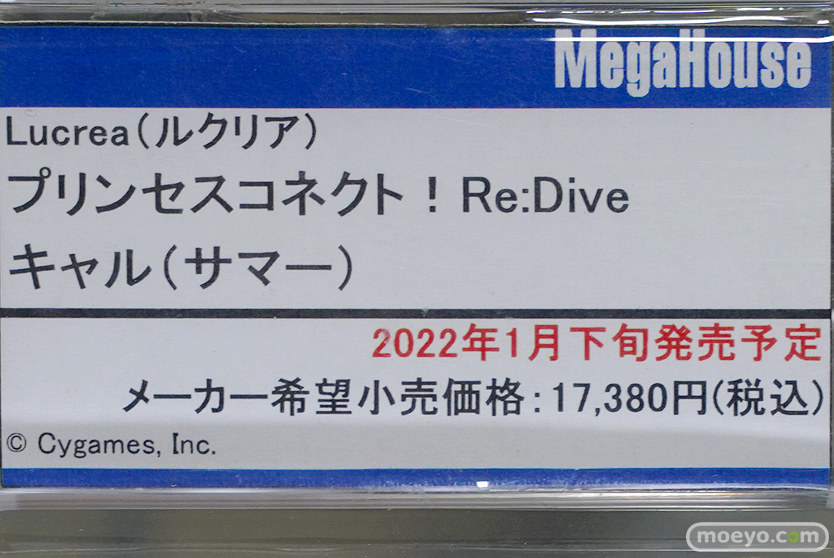 MegaHouse
Lucrea(ルクリア)
プリンセスコネクト！Re:Dive
キャル(サマー)
2022年1月下旬発売予定
メーカー希望小売価格：17,380円(税込)
© Cygames, Inc.
moeyo.com